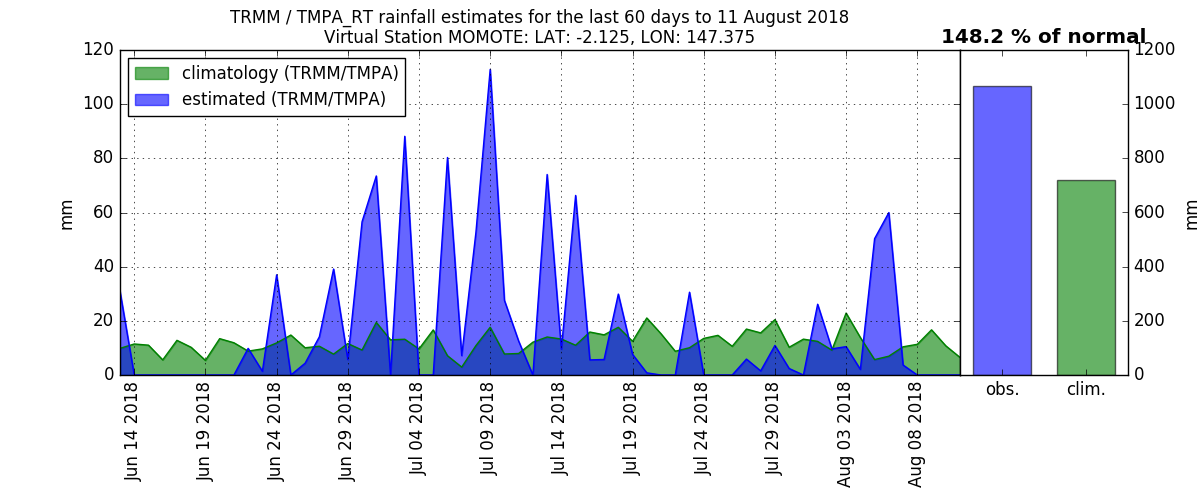 TRMM / TMPA_RT rainfall estimates for the last 60 days to 11 August 2018
Virtual Station MOMOTE: LAT: -2.125, LON: 147.375
148.2 % of normal
climatology (TRMM/TMPA)
estimated (TRMM/TMPA)
120
100
80
60
40
20
0
mm
Jun 14 2018
Jun 19 2018
Jun 24 2018
Jun 29 2018
Jul 04 2018
Jul 09 2018
Jul 14 2018
Jul 19 2018
Jul 24 2018
Jul 29 2018
Aug 03 2018
Aug 08 2018
obs.
clim.
1200
1000
800
600
400
200
0
mm